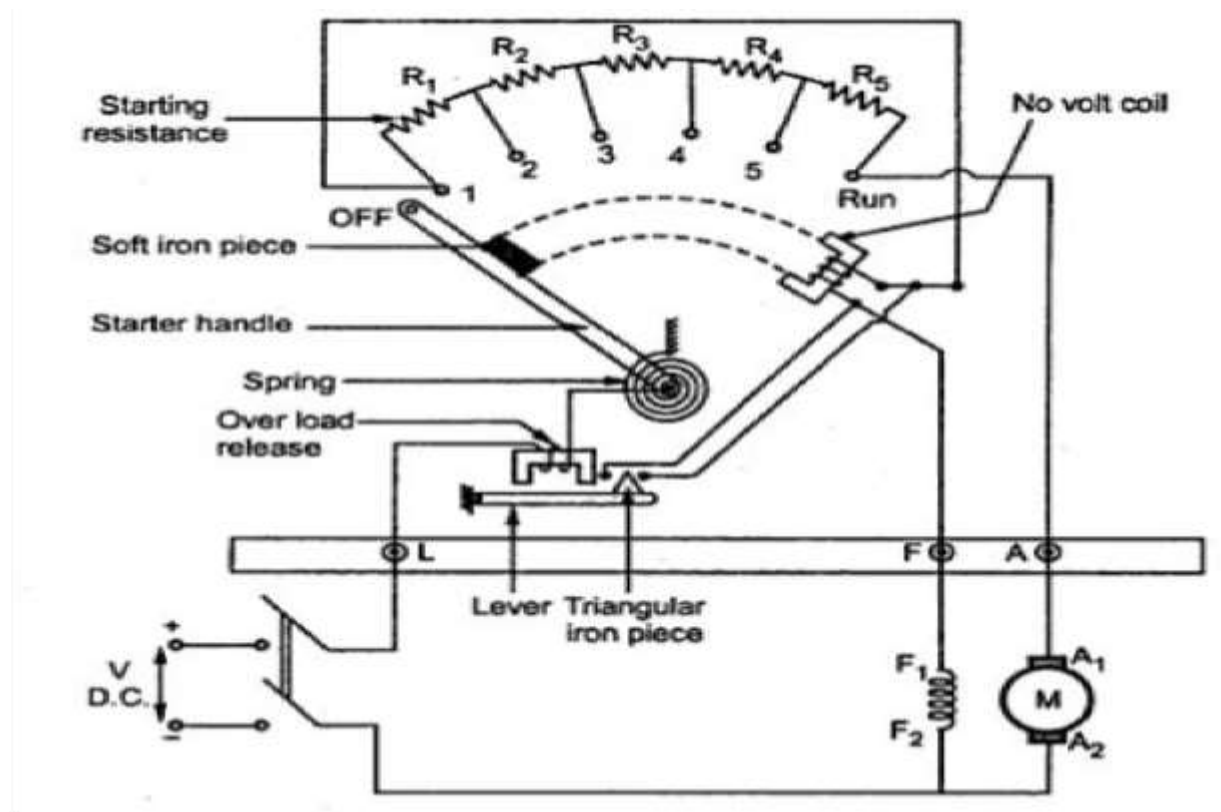 R1
R2
R3
R4
R5
Starting
resistance
No volt coil
1
2
3
4
5
Run
OFF
Soft iron piece
Starter handle
Spring
Over load
release
L
F
A
Lever
Triangular
iron piece
+
V
D.C.
–
F1
F2
A1
M
A2